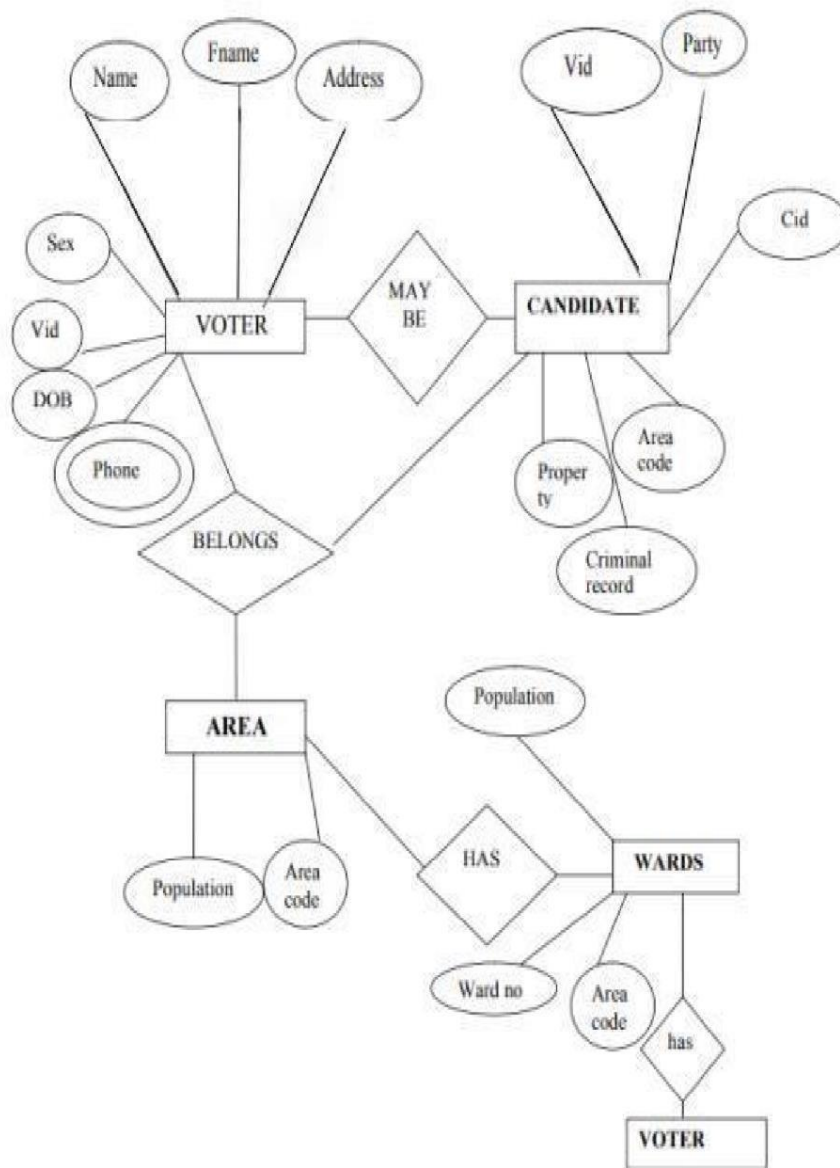 Name
Fname
Address
Vid
Party
Sex
Cid
MAY
BE
CANDIDATE
VOTER
Vid
DOB
Phone
Proper
ty
Area
code
BELONGS
Criminal
record
Population
AREA
HAS
WARDS
Population
Area
code
Ward no
Area
code
has
VOTER